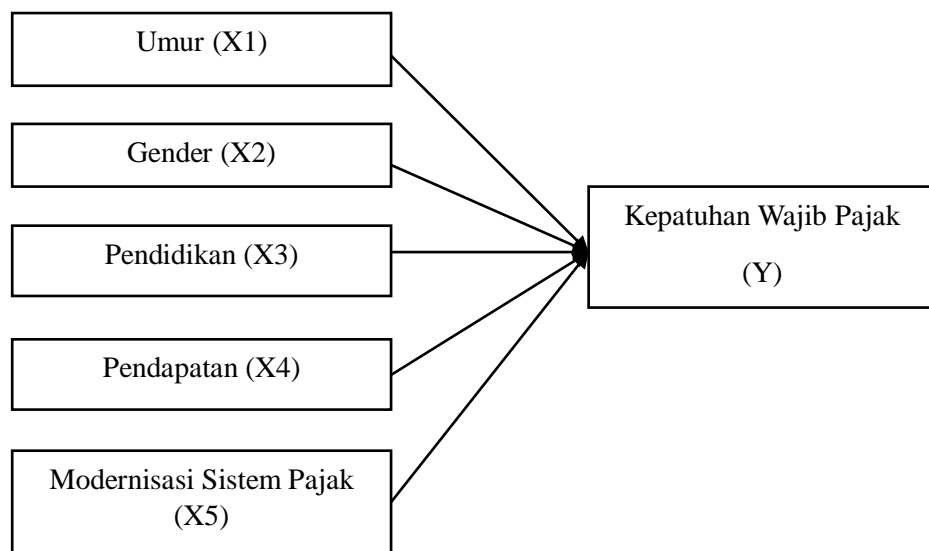 Umur (X1)
Gender (X2)
Pendidikan (X3)
Pendapatan (X4)
Modernisasi Sistem Pajak
(X5)
Kepatuhan Wajib Pajak
(Y)